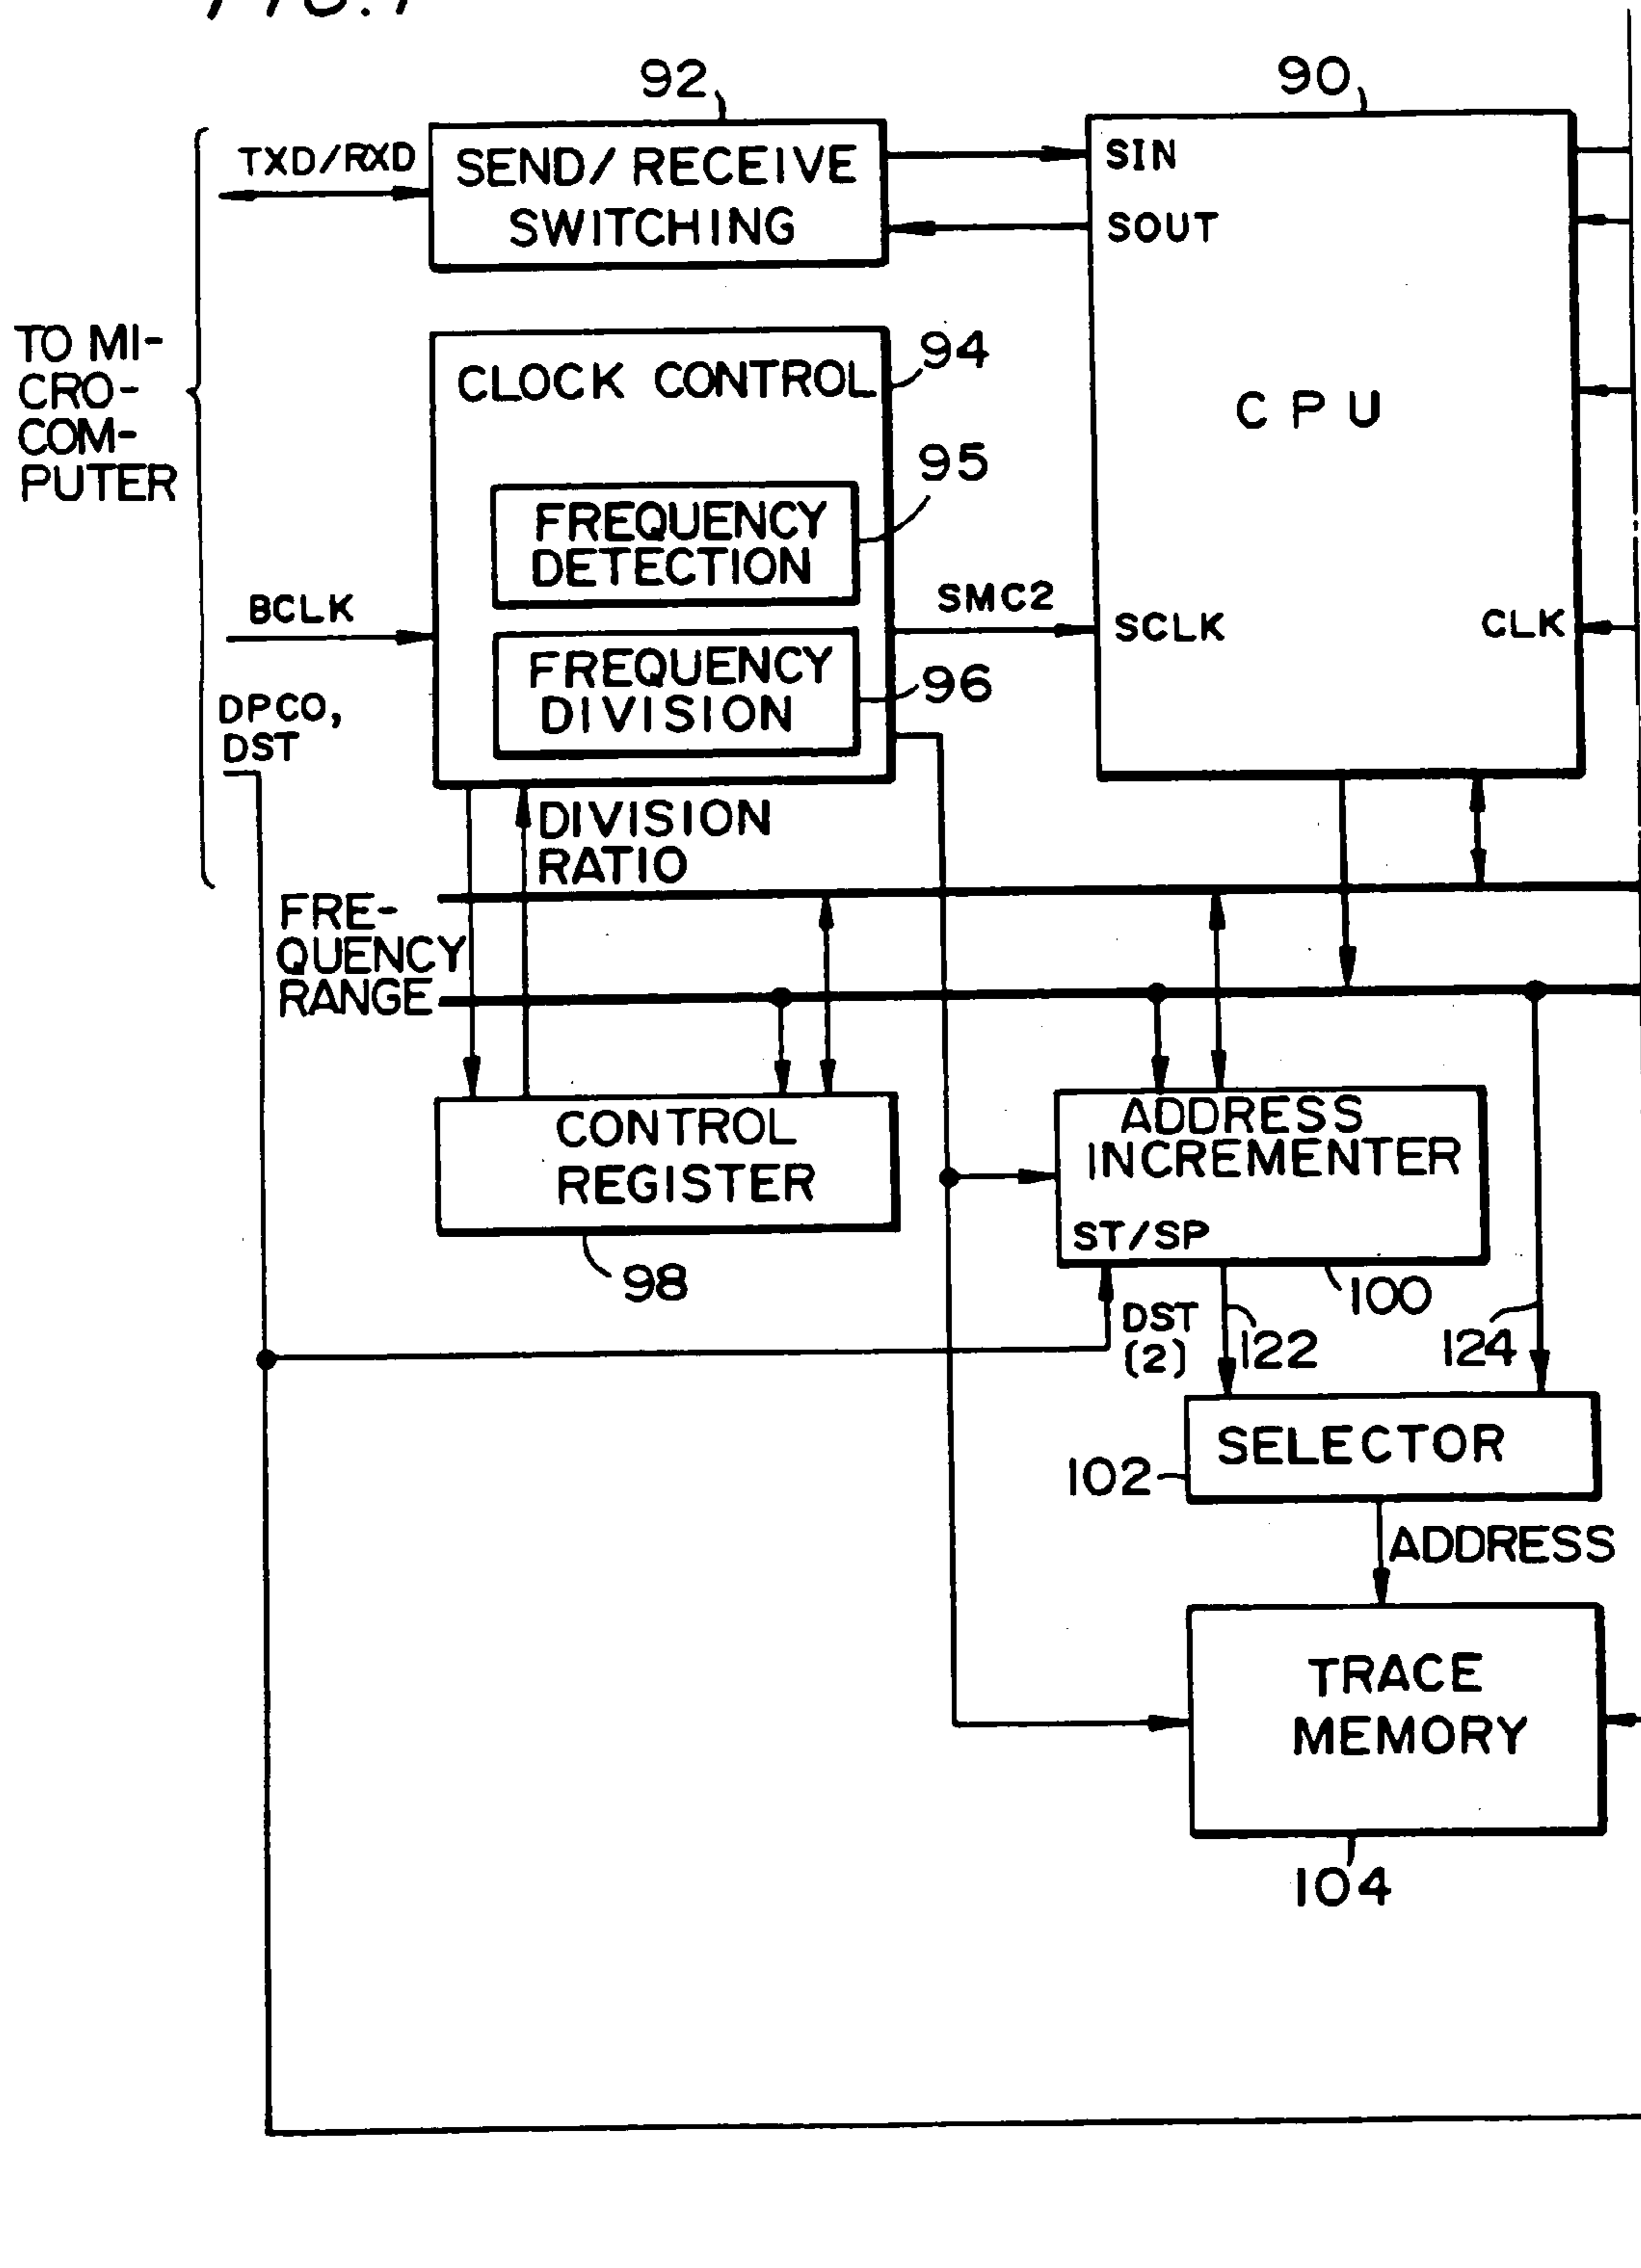 FIG. 7
92
90
TXD/RXD
SEND/RECEIVE
SWITCHING
SIN
SOUT
TO MI-
CRO-
COM-
PUTER
CLOCK CONTROL
94
CPU
95
FREQUENCY
DETECTION
BCLK
SMC2
SCLK
CLK
FREQUENCY
DIVISION
96
DPCO,
DST
DIVISION
RATIO
FRE-
QUENCY
RANGE
CONTROL
REGISTER
98
ADDRESS
INCREMENTER
ST/SP
100
DST
(2)
122
124
SELECTOR
102
ADDRESS
TRACE
MEMORY
104